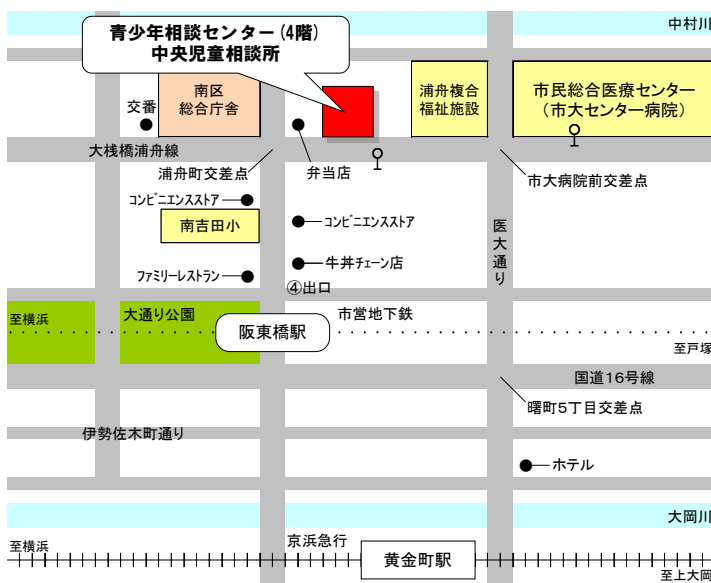 中村川
青少年相談センター(4階)
中央児童相談所
南区
総合庁舎
浦舟複合
福祉施設
市民総合医療センター
(市大センター病院)
交番
大桟橋浦舟線
浦舟町交差点
弁当店
市大病院前交差点
コンビニエンスストア
南吉田小
コンビニエンスストア
医大通り
ファミリーレストラン
牛丼チェーン店
④出口
至横浜
大通り公園
阪東橋駅
市営地下鉄
至戸塚
国道16号線
曙町5丁目交差点
伊勢佐木町通り
ホテル
大岡川
至横浜
京浜急行
黄金町駅
至上大岡